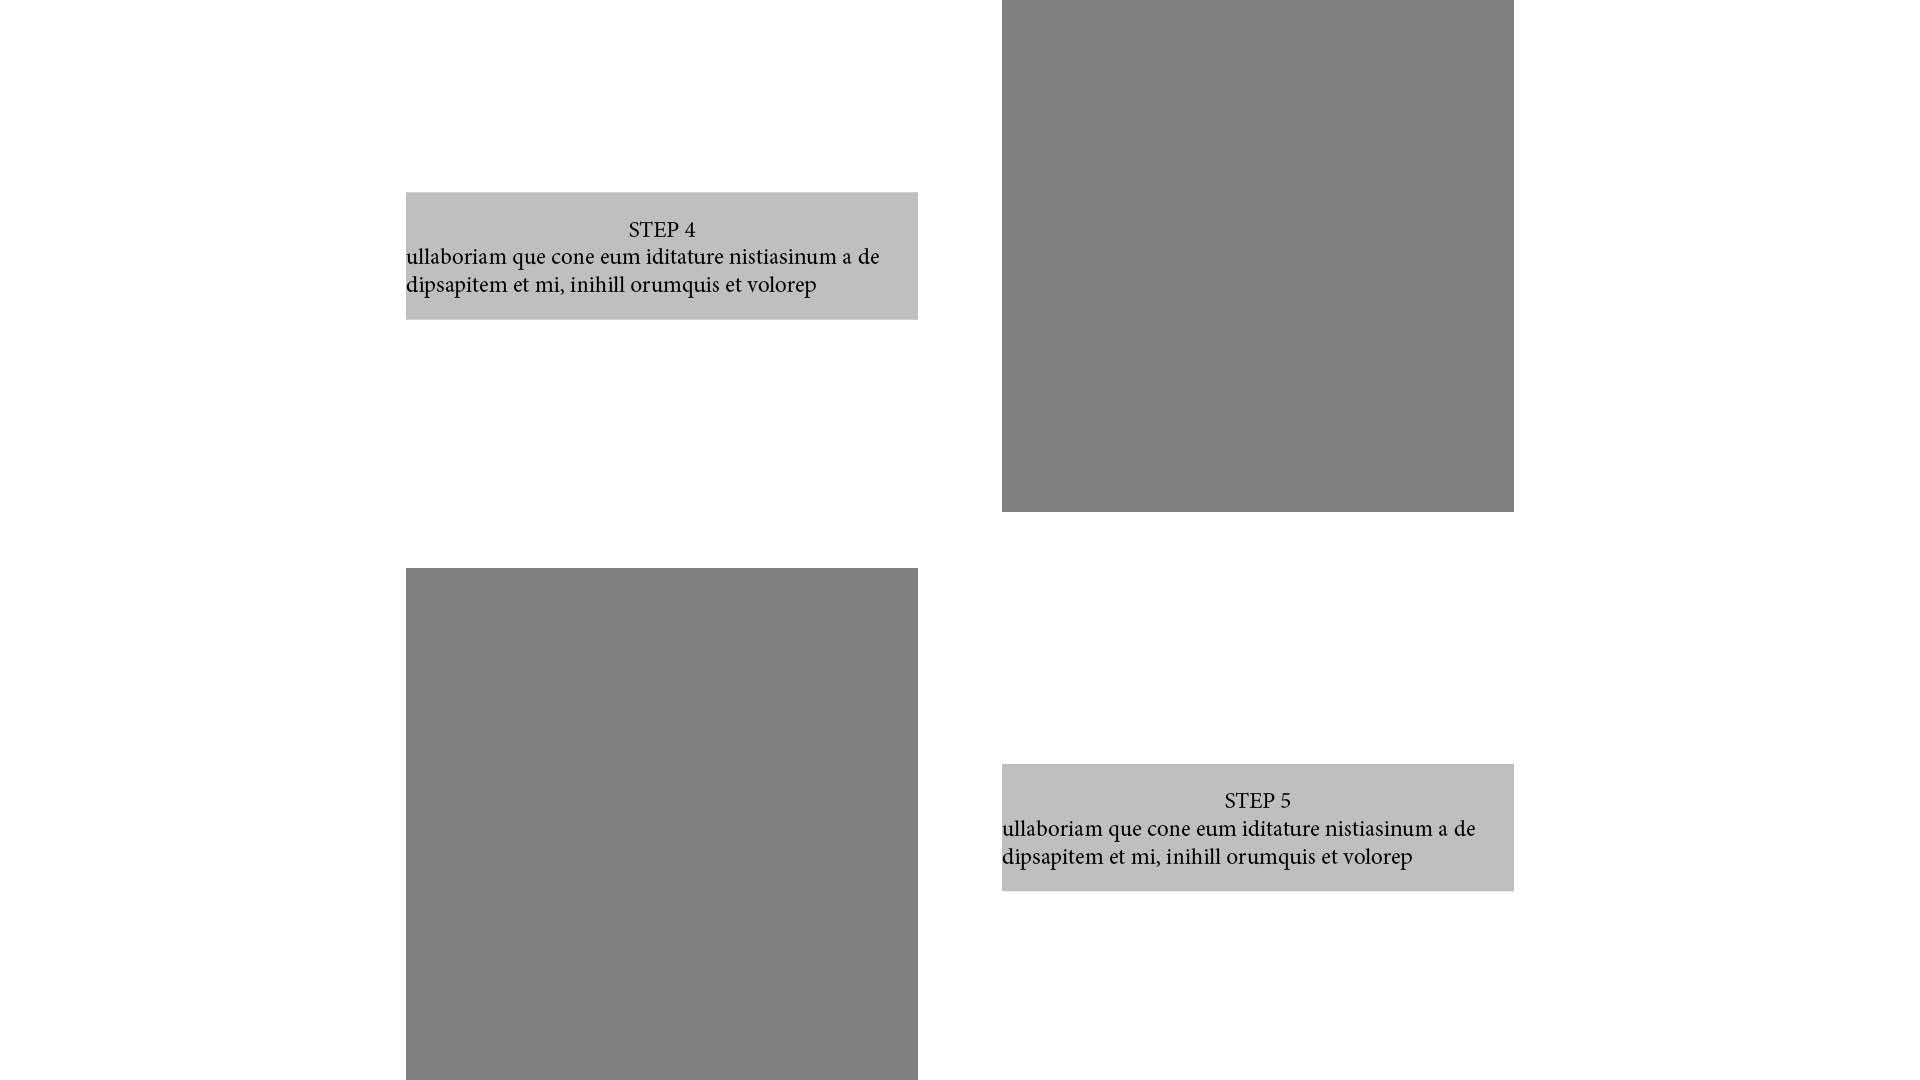 STEP 4
ullaboriam que cone eum iditature nistiasinum a de
dipsapitem et mi, inihill orumquis et volorep
STEP 5
ullaboriam que cone eum iditature nistiasinum a de
dipsapitem et mi, inihill orumquis et volorep